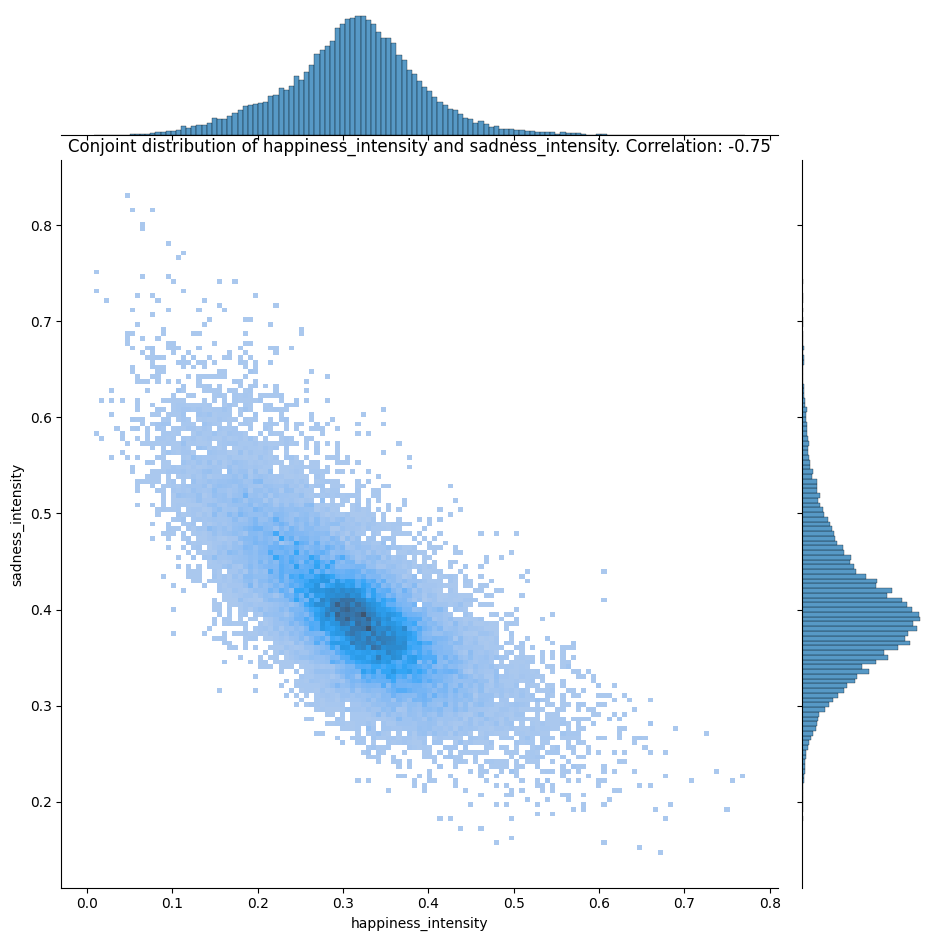 Conjoint distribution of happiness_intensity and sadness_intensity. Correlation: -0.75
0.8
0.7
0.6
0.5
0.4
0.3
0.2
sadness_intensity
0.0 0.1 0.2 0.3 0.4 0.5 0.6 0.7 0.8
happiness_intensity